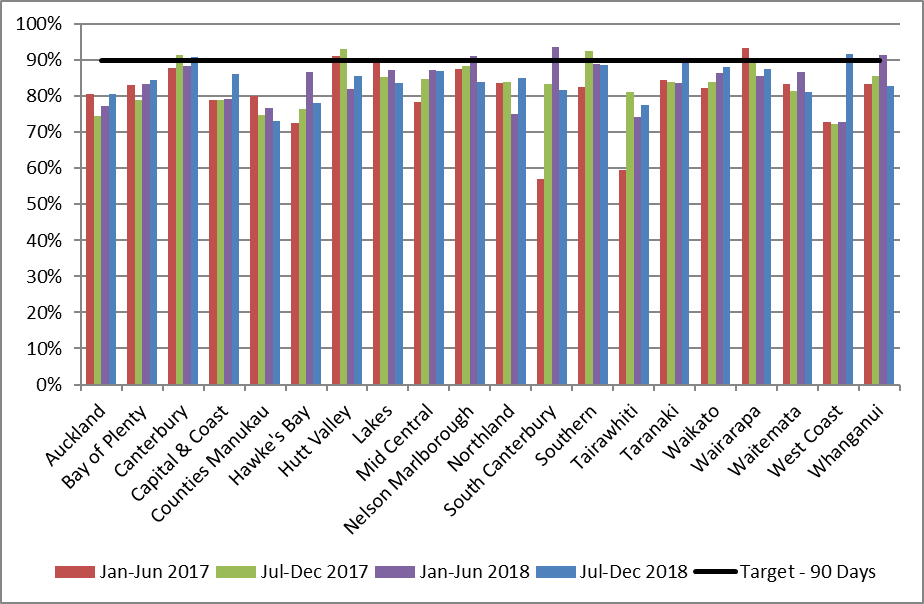 100%
90%
80%
70%
60%
50%
40%
30%
20%
10%
0%
Auckland
Bay of Plenty
Canterbury
Capital & Coast
Counties Manukau
Hawke's Bay
Hutt Valley
Lakes
Mid Central
Nelson Marlborough
Northland
South Canterbury
Southern
Tairawhiti
Taranaki
Waikato
Wairarapa
Waitemata
West Coast
Whanganui
Jan-Jun 2017 Jul-Dec 2017 Jan-Jun 2018 Jul-Dec 2018 Target - 90 Days